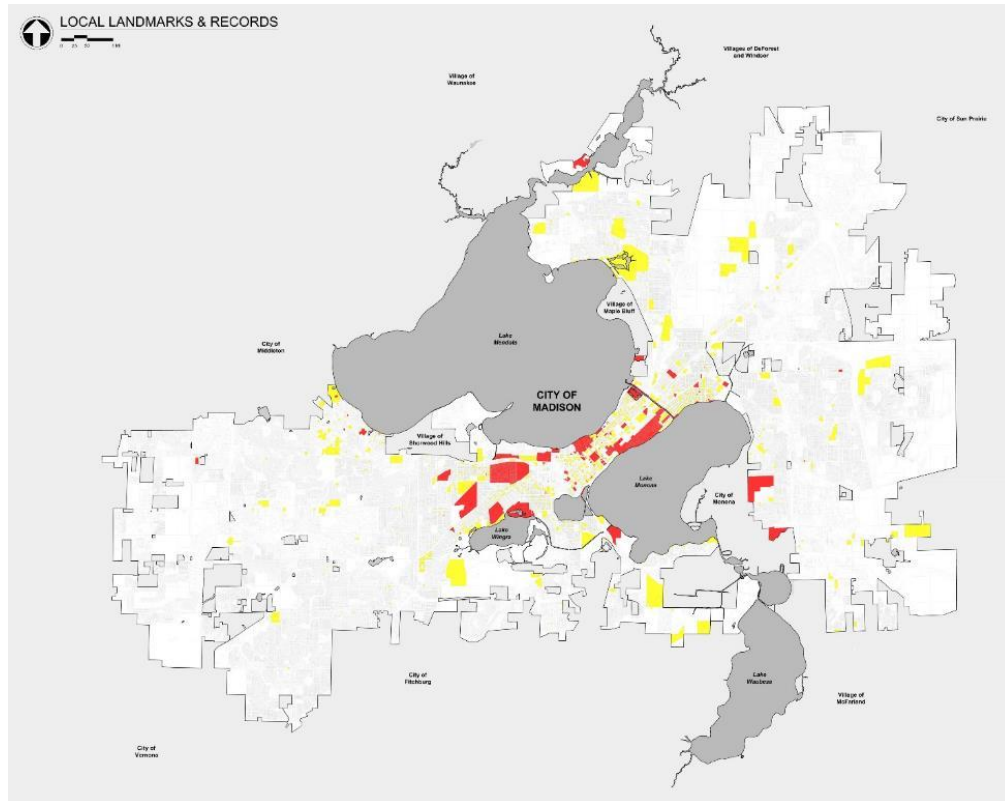 LOCAL LANDMARKS & RECORDS
Villages of DeForest
and Windsor
Village of
Waunakee
City of Sun Prairie
Village of
Maple Bluff
Lake
Mendota
City of
Middleton
CITY OF
MADISON
Village of
Shorewood Hills
Lake
Monona
City of
Monona
Lake
Wingra
City of
Fitchburg
Lake
Waubesa
Village of
McFarland
City of
Verona